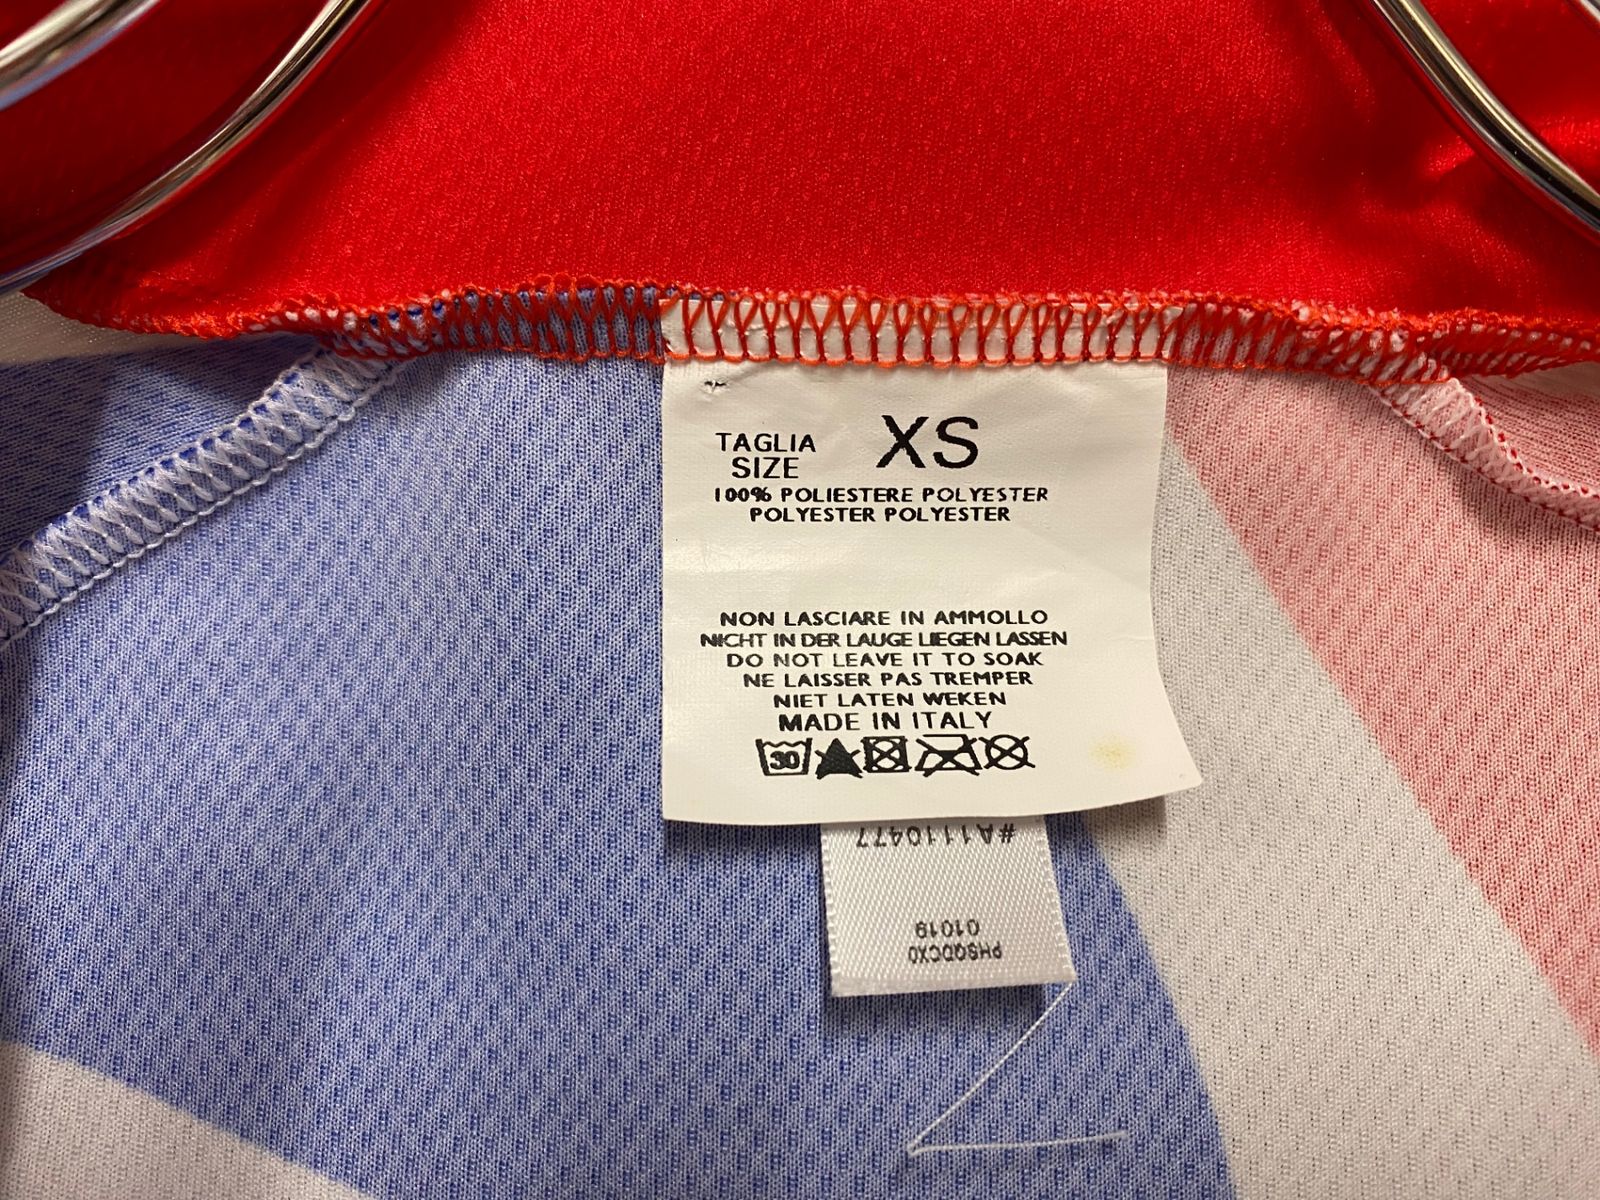 TAGLIA XS
SIZE
100% POLIESTERE POLYESTER
POLYESTER POLYESTER
NON LASCIARE IN AMMOLLO
NICHT IN DER LAUGE LIEGEN LASSEN
DO NOT LEAVE IT TO SOAK
NE LAISSER PAS TREMPER
NIET LATEN WEKEN
MADE IN ITALY
30
#A1110477
01019
PHSQDCX0